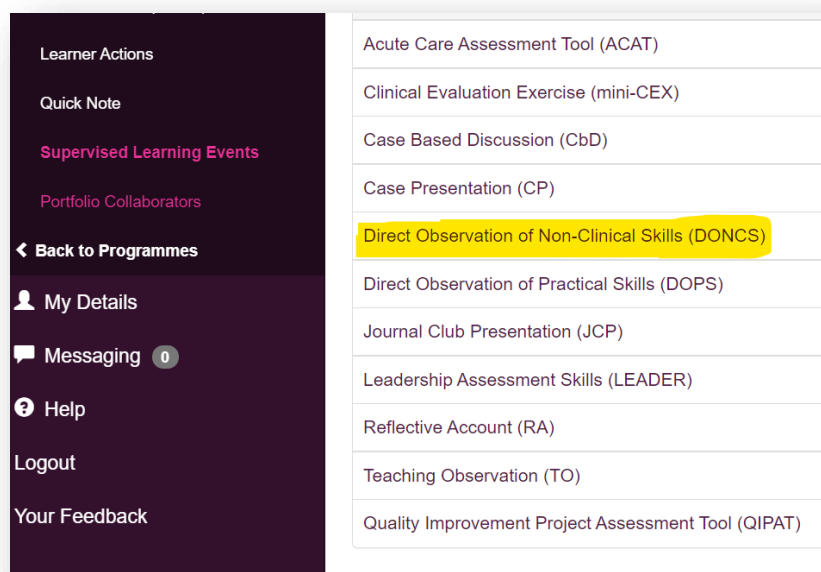 Learner Actions
Quick Note
Supervised Learning Events
Portfolio Collaborators
Back to Programmes
My Details
Messaging 0
Help
Logout
Your Feedback
Acute Care Assessment Tool (ACAT)
Clinical Evaluation Exercise (mini-CEX)
Case Based Discussion (CbD)
Case Presentation (CP)
Direct Observation of Non-Clinical Skills (DONCS)
Direct Observation of Practical Skills (DOPS)
Journal Club Presentation (JCP)
Leadership Assessment Skills (LEADER)
Reflective Account (RA)
Teaching Observation (TO)
Quality Improvement Project Assessment Tool (QIPAT)